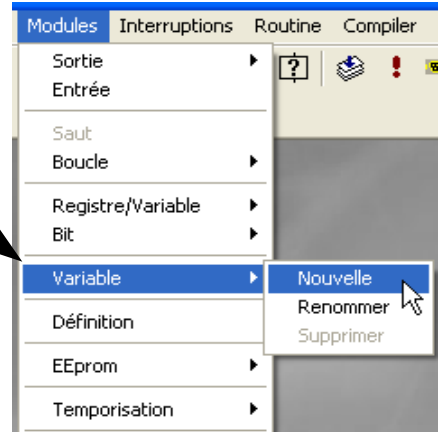 Modules Interruptions Routine Compiler
Sortie
Entrée
Saut
Boucle
Registre/Variable
Bit
Variable
Nouvelle
Renommer
Supprimer
Définition
EEprom
Temporisation